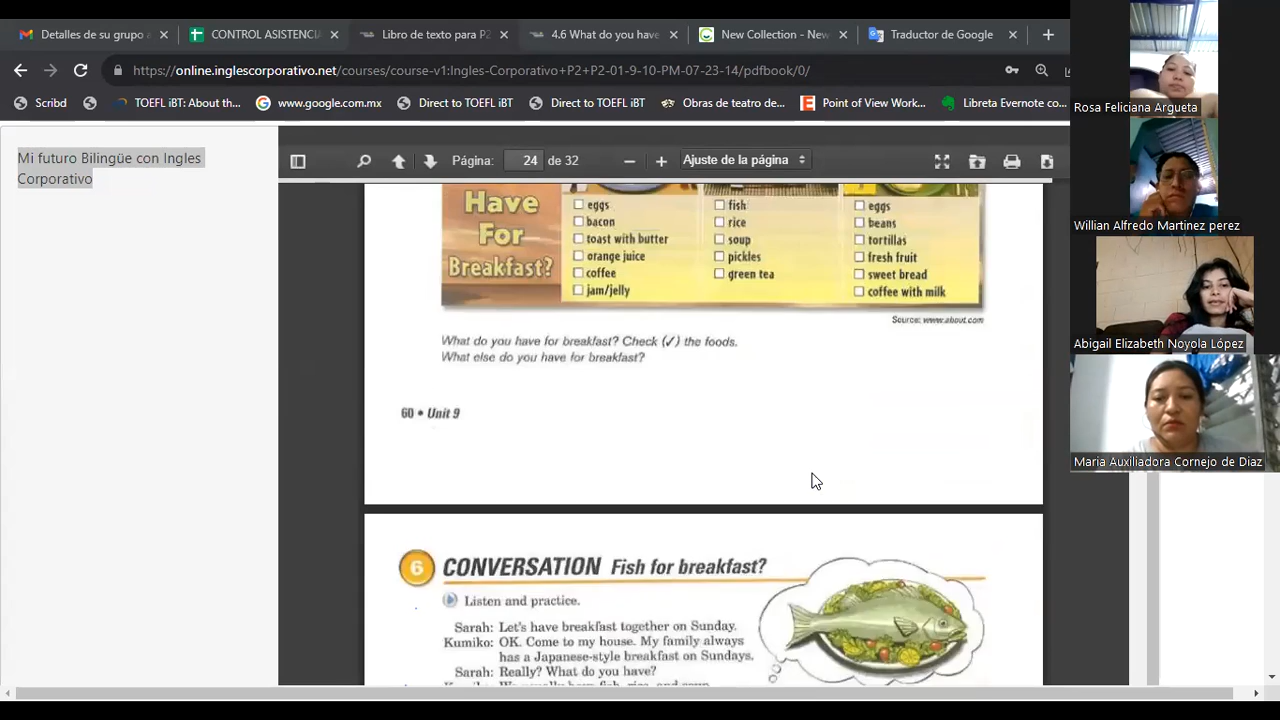 Detalles de su grupo a
CONTROL ASISTENCIA
Libro de texto para P2
4.6 What do you have
New Collection - New
Traductor de Google
https://online.inglescorporativo.net/courses/course-v1:Ingles-Corporativo+P2+P2-01-9-10-PM-07-23-14/pdfbook/0/
Scribd
TOEFL iBT: About th...
www.google.com.mx
Direct to TOEFL iBT
Direct to TOEFL iBT
Obras de teatro de...
Point of View Work...
Libreta Evernote co...
Mi futuro Bilingüe con Ingles
Corporativo
Página: 24 de 32
Ajuste de la página
Have
For
Breakfast?
eggs
bacon
toast with butter
orange juice
coffee
jam/jelly
fish
rice
soup
pickles
green tea
eggs
beans
tortillas
fresh fruit
sweet bread
coffee with milk
Source: www.about.com
What do you have for breakfast? Check (✓) the foods.
What else do you have for breakfast?
60 • Unit 9
6 CONVERSATION Fish for breakfast?
Listen and practice.
Sarah: Let's have breakfast together on Sunday.
Kumiko: OK. Come to my house. My family always
has a Japanese-style breakfast on Sundays.
Sarah: Really? What do you have?
Rosa Feliciana Argueta
Willian Alfredo Martinez perez
Abigail Elizabeth Noyola López
Maria Auxiliadora Cornejo de Diaz